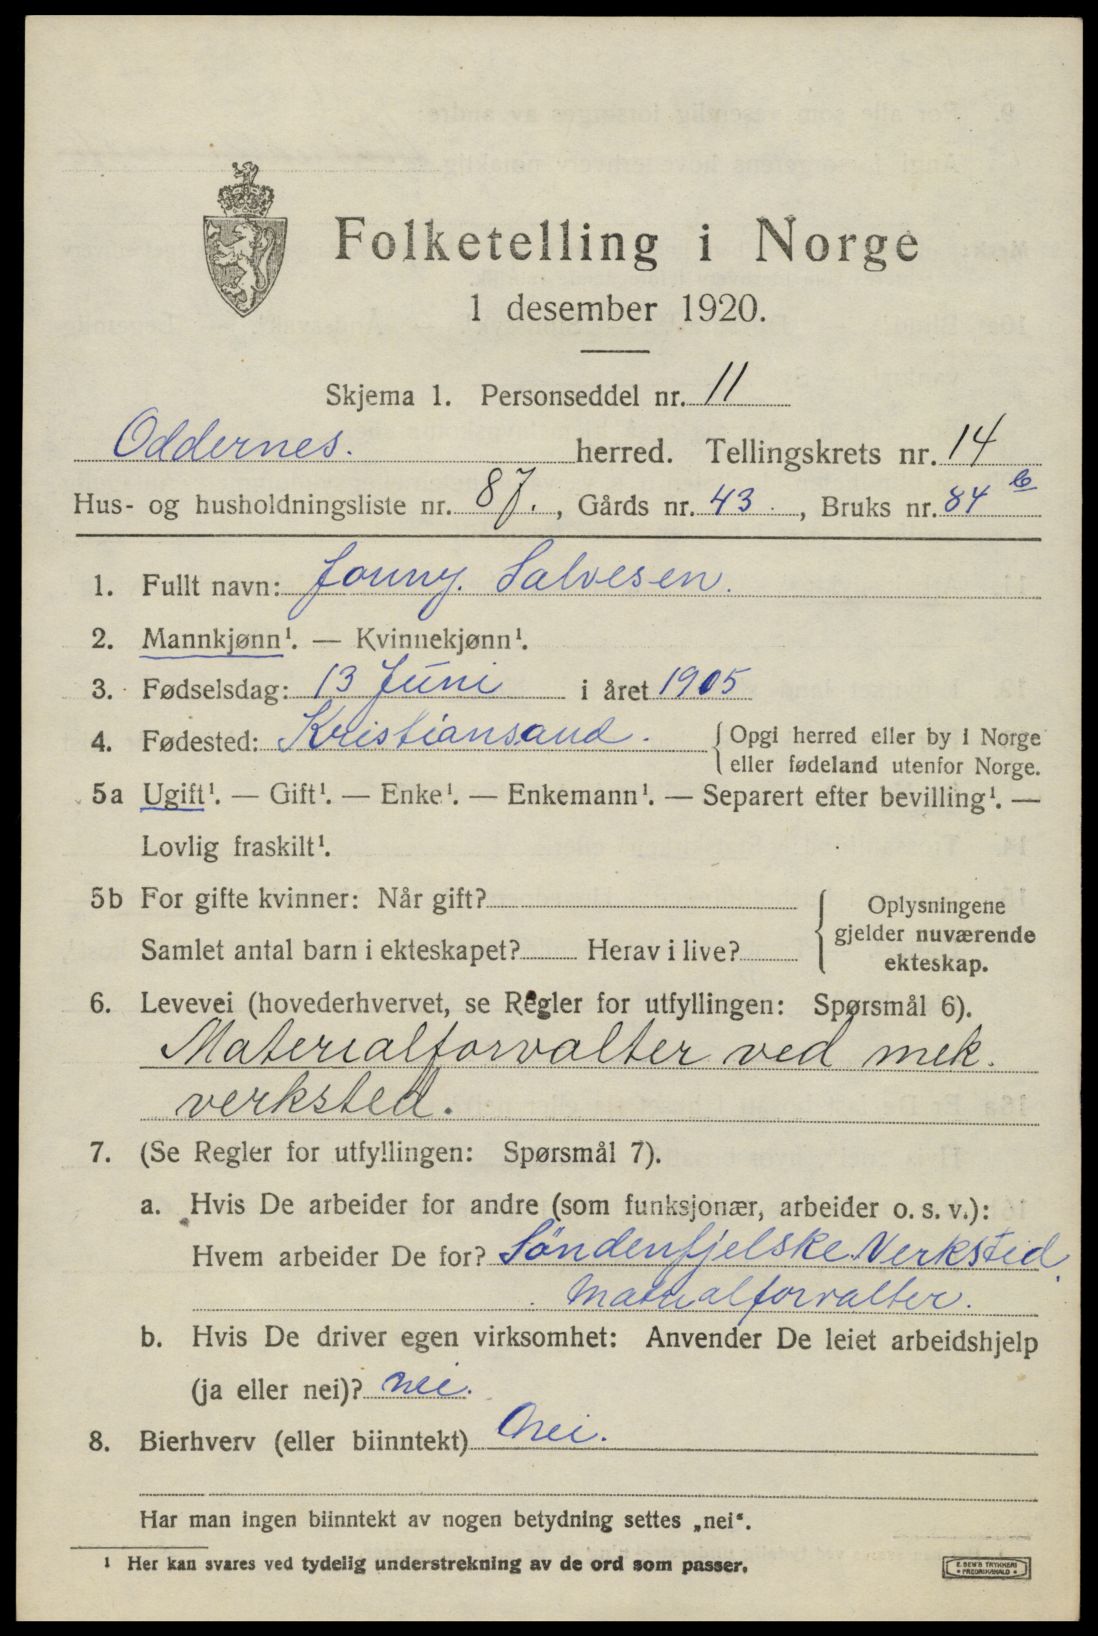 Folketelling i Norge
1 desember 1920.
Skjema 1. Personseddel nr. 11
Oddernes. herred. Tellingskrets nr. 14
Hus- og husholdningsliste nr. 87. , Gårds nr. 43 . , Bruks nr. 84 b
1. Fullt navn: Jonny. Salvesen.
2. Mannkjønn¹. — Kvinnekjønn¹.
3. Fødselsdag: 13 Juni i året 1905
4. Fødested: Kristiansand. { Opgi herred eller by i Norge
eller fødeland utenfor Norge.
5a Ugift¹. — Gift¹. — Enke¹. — Enkemann¹. — Separert efter bevilling¹. —
Lovlig fraskilt¹.
5b For gifte kvinner: Når gift? { Oplysningene
gjelder nuværende
Samlet antal barn i ekteskapet? Herav i live?
ekteskap.
6. Levevei (hovederhvervet, se Regler for utfyllingen: Spørsmål 6).
Materialforvalter ved mek.
verksted.
7. (Se Regler for utfyllingen: Spørsmål 7).
a. Hvis De arbeider for andre (som funksjonær, arbeider o. s. v.):
Hvem arbeider De for? Söndenfjelske Verksted.
Materialforvalter.
b. Hvis De driver egen virksomhet: Anvender De leiet arbeidshjelp
(ja eller nei)? nei.
8. Bierhverv (eller biinntekt) nei.
Har man ingen biinntekt av nogen betydning settes „nei“.
¹ Her kan svares ved tydelig understrekning av de ord som passer.